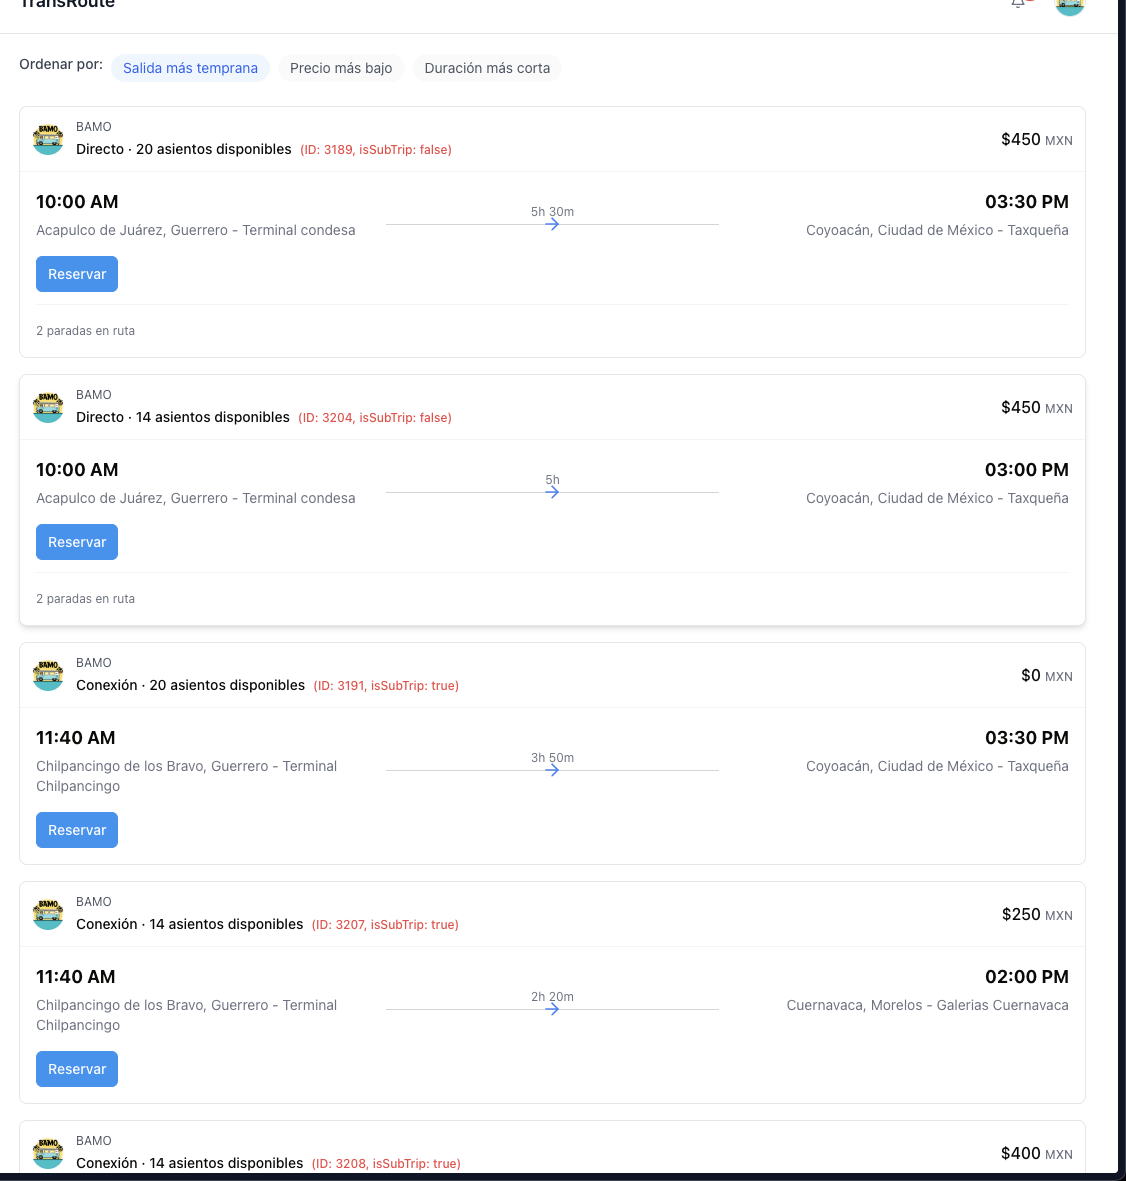 TransRoute
Ordenar por: Salida más temprana Precio más bajo Duración más corta
BAMO
BAMO
Directo · 20 asientos disponibles (ID: 3189, isSubTrip: false)
$450 MXN
10:00 AM
5h 30m
03:30 PM
Acapulco de Juárez, Guerrero - Terminal condesa
Coyoacán, Ciudad de México - Taxqueña
Reservar
2 paradas en ruta
BAMO
BAMO
Directo · 14 asientos disponibles (ID: 3204, isSubTrip: false)
$450 MXN
10:00 AM
5h
03:00 PM
Acapulco de Juárez, Guerrero - Terminal condesa
Coyoacán, Ciudad de México - Taxqueña
Reservar
2 paradas en ruta
BAMO
BAMO
Conexión · 20 asientos disponibles (ID: 3191, isSubTrip: true)
$0 MXN
11:40 AM
3h 50m
03:30 PM
Chilpancingo de los Bravo, Guerrero - Terminal
Chilpancingo
Coyoacán, Ciudad de México - Taxqueña
Reservar
BAMO
BAMO
Conexión · 14 asientos disponibles (ID: 3207, isSubTrip: true)
$250 MXN
11:40 AM
2h 20m
02:00 PM
Chilpancingo de los Bravo, Guerrero - Terminal
Chilpancingo
Cuernavaca, Morelos - Galerias Cuernavaca
Reservar
BAMO
BAMO
Conexión · 14 asientos disponibles (ID: 3208, isSubTrip: true)
$400 MXN